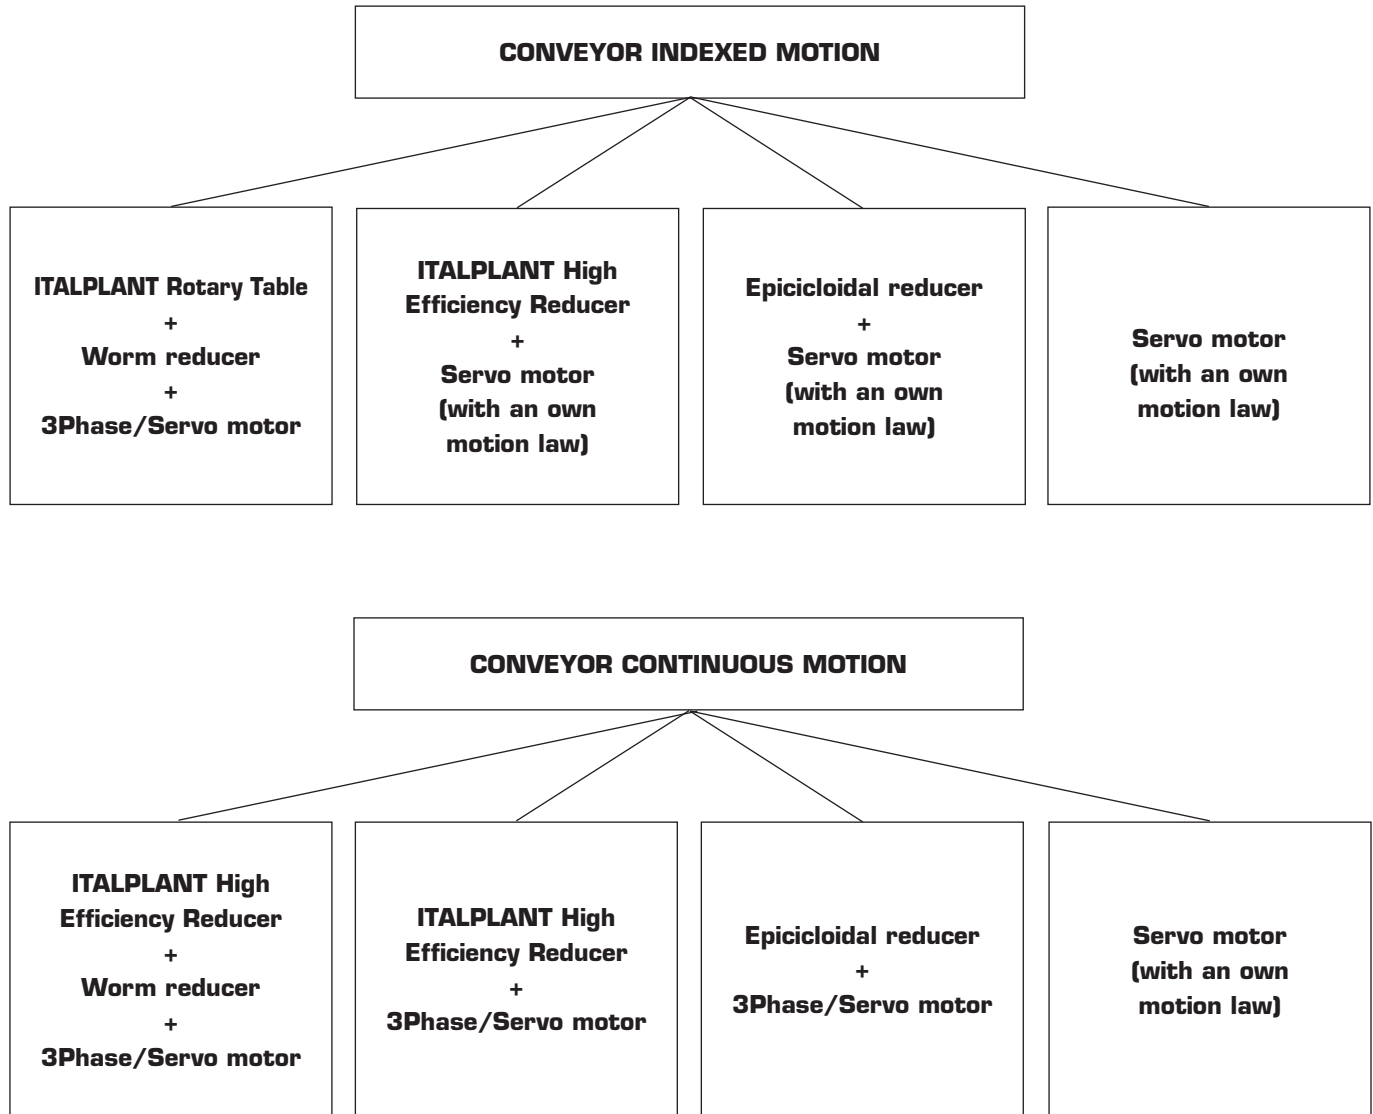 CONVEYOR INDEXED MOTION
ITALPLANT Rotary Table
+
Worm reducer
+
3Phase/Servo motor
ITALPLANT High
Efficiency Reducer
+
Servo motor
(with an own
motion law)
Epicicloidal reducer
+
Servo motor
(with an own
motion law)
Servo motor
(with an own
motion law)
CONVEYOR CONTINUOUS MOTION
ITALPLANT High
Efficiency Reducer
+
Worm reducer
+
3Phase/Servo motor
ITALPLANT High
Efficiency Reducer
+
3Phase/Servo motor
Epicicloidal reducer
+
3Phase/Servo motor
Servo motor
(with an own
motion law)